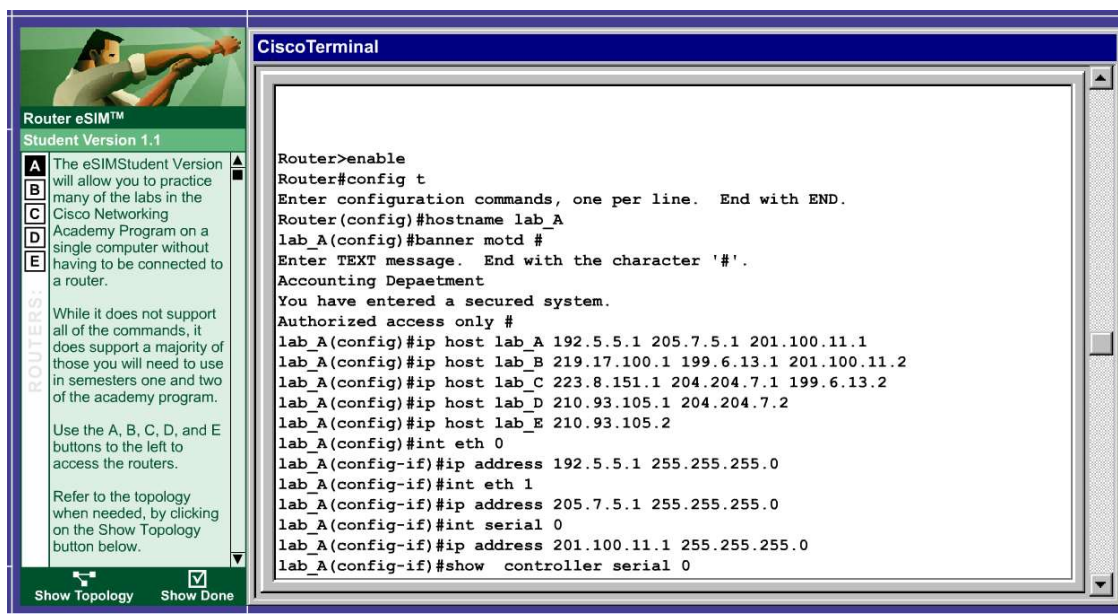 CiscoTerminal
Router eSIM™
Student Version 1.1
A
B
C
D
E
ROUTERS:
The eSIMStudent Version
will allow you to practice
many of the labs in the
Cisco Networking
Academy Program on a
single computer without
having to be connected to
a router.
While it does not support
all of the commands, it
does support a majority of
those you will need to use
in semesters one and two
of the academy program.
Use the A, B, C, D, and E
buttons to the left to
access the routers.
Refer to the topology
when needed, by clicking
on the Show Topology
button below.
Show Topology
Show Done
Router>enable
Router#config t
Enter configuration commands, one per line.  End with END.
Router(config)#hostname lab_A
lab_A(config)#banner motd #
Enter TEXT message.  End with the character '#'.
Accounting Depaetment
You have entered a secured system.
Authorized access only #
lab_A(config)#ip host lab_A 192.5.5.1 205.7.5.1 201.100.11.1
lab_A(config)#ip host lab_B 219.17.100.1 199.6.13.1 201.100.11.2
lab_A(config)#ip host lab_C 223.8.151.1 204.204.7.1 199.6.13.2
lab_A(config)#ip host lab_D 210.93.105.1 204.204.7.2
lab_A(config)#ip host lab_E 210.93.105.2
lab_A(config)#int eth 0
lab_A(config-if)#ip address 192.5.5.1 255.255.255.0
lab_A(config-if)#int eth 1
lab_A(config-if)#ip address 205.7.5.1 255.255.255.0
lab_A(config-if)#int serial 0
lab_A(config-if)#ip address 201.100.11.1 255.255.255.0
lab_A(config-if)#show  controller serial 0